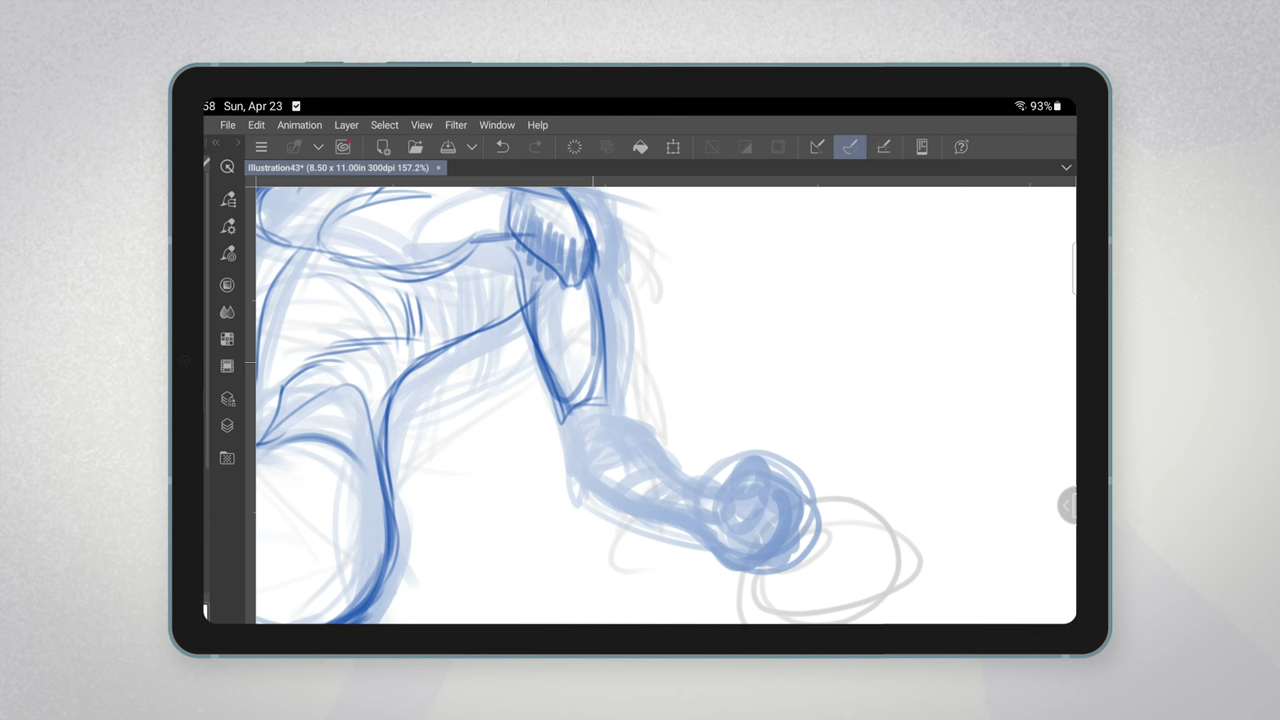 58 Sun, Apr 23 93%
File Edit Animation Layer Select View Filter Window Help
Illustration43* (8.50 x 11.00in 300dpi 157.2%)